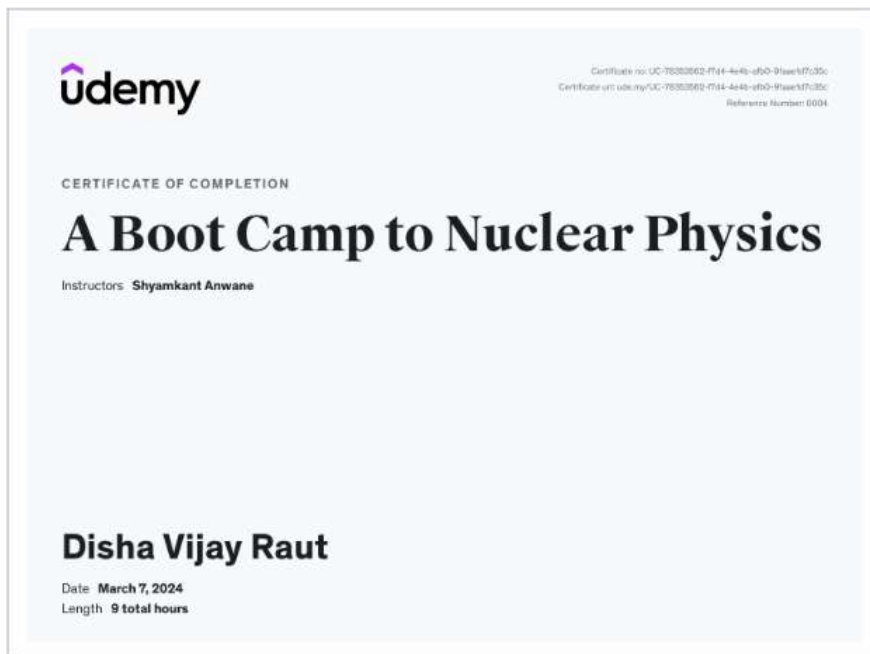 ûdemy
Certificate no:
Certificate url:
Reference Number: 0004
CERTIFICATE OF COMPLETION
A Boot Camp to Nuclear Physics
Instructors Shyamkant Anwane
Disha Vijay Raut
Date March 7, 2024
Length 9 total hours